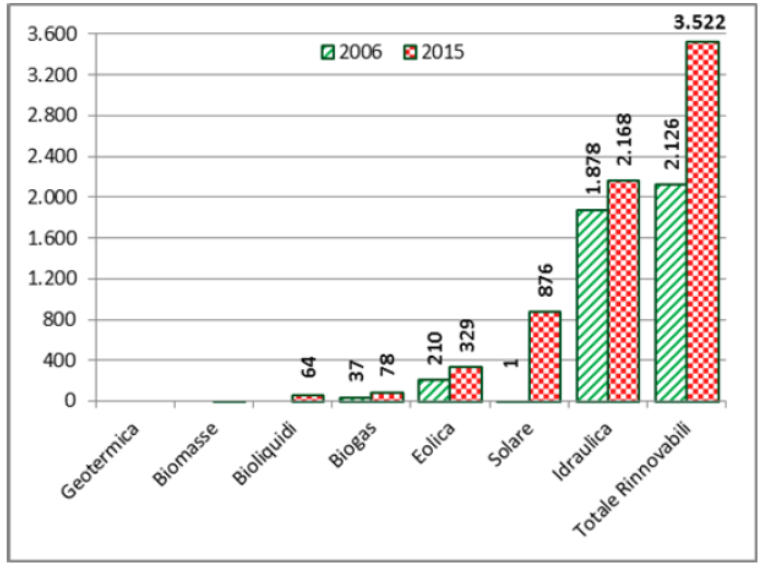 3.522
3.600
2006 2015
3.200
2.800
2.400
2.000
1.600
1.200
800
400
0
64
37
78
210
329
1
876
1.878
2.168
2.126
Geotermica
Biomasse
Bioliquidi
Biogas
Eolica
Solare
Idraulica
Totale Rinnovabili